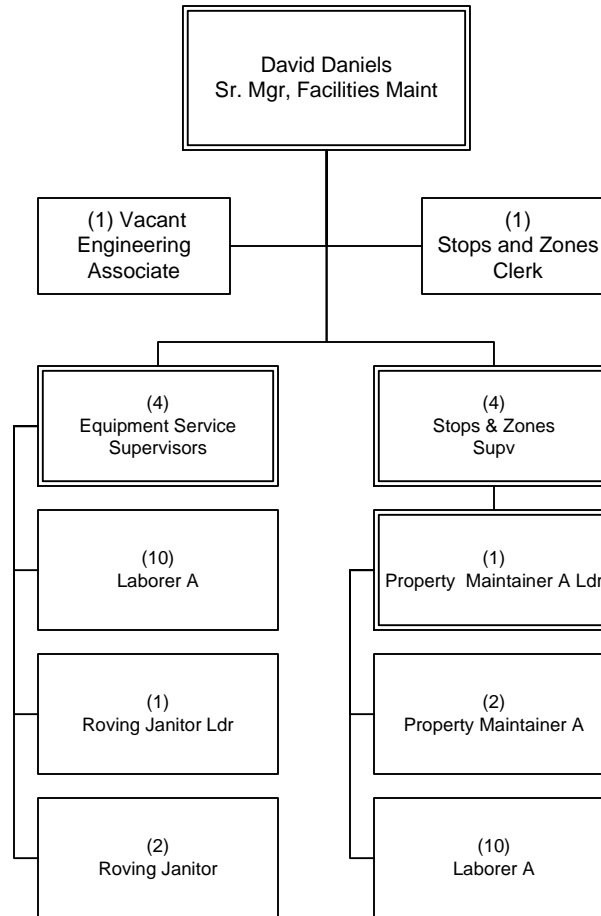 David Daniels
Sr. Mgr, Facilities Maint
(1) Vacant
Engineering
Associate
(1)
Stops and Zones
Clerk
(4)
Equipment Service
Supervisors
(4)
Stops & Zones
Supv
(10)
Laborer A
(1)
Property Maintainer A Ldr
(1)
Roving Janitor Ldr
(2)
Property Maintainer A
(2)
Roving Janitor
(10)
Laborer A